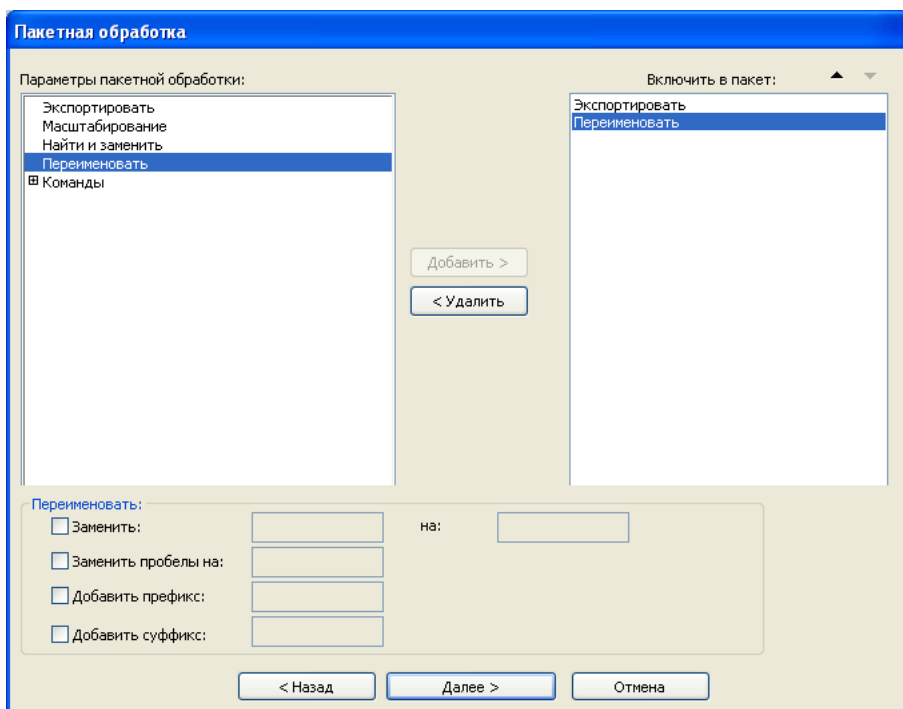 Пакетная обработка
Параметры пакетной обработки:
Включить в пакет:
Экспортировать
Масштабирование
Найти и заменить
Переименовать
Команды
Добавить >
< Удалить
Экспортировать
Переименовать
Переименовать:
Заменить:
на:
Заменить пробелы на:
Добавить префикс:
Добавить суффикс:
< Назад
Далее >
Отмена